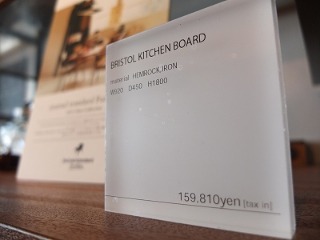 BRISTOL KITCHEN BOARD
material HEMROCK,IRON
W920 D450 H1800
159.810yen [tax in]